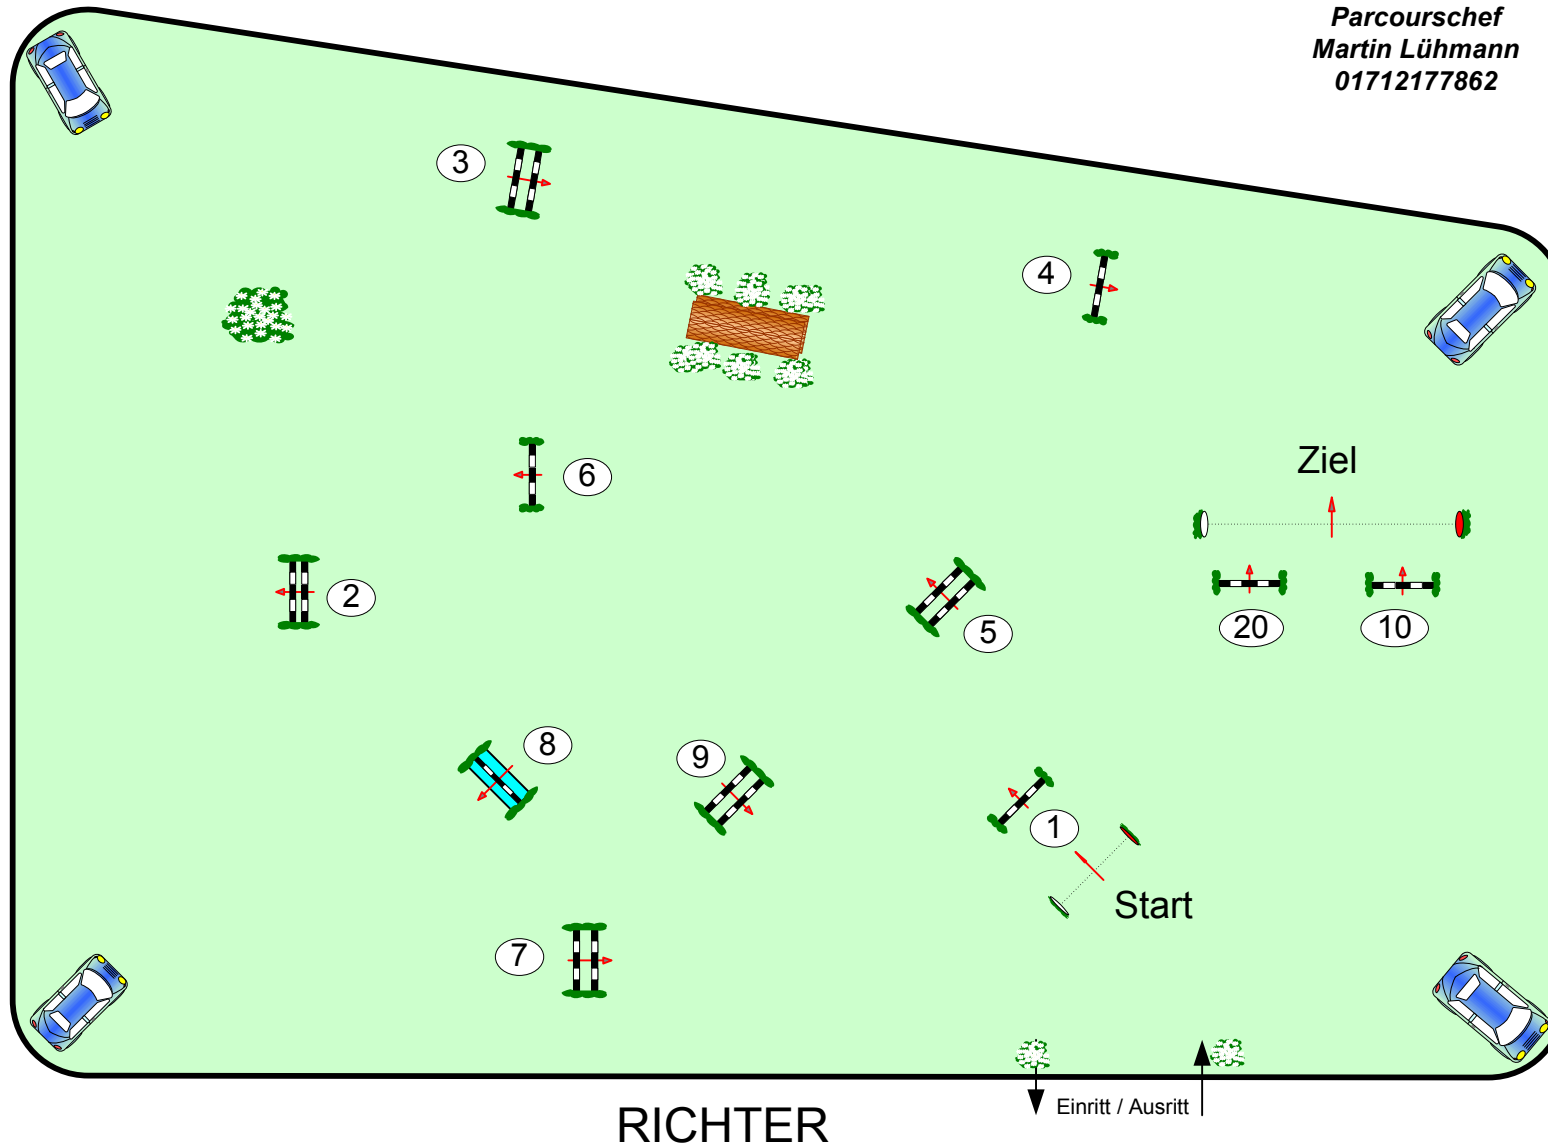 Parcourschef
Martin Lühmann
01712177862
3
4
Ziel
6
2
5
20
10
8
9
1
Start
7
Einritt / Ausritt
RICHTER